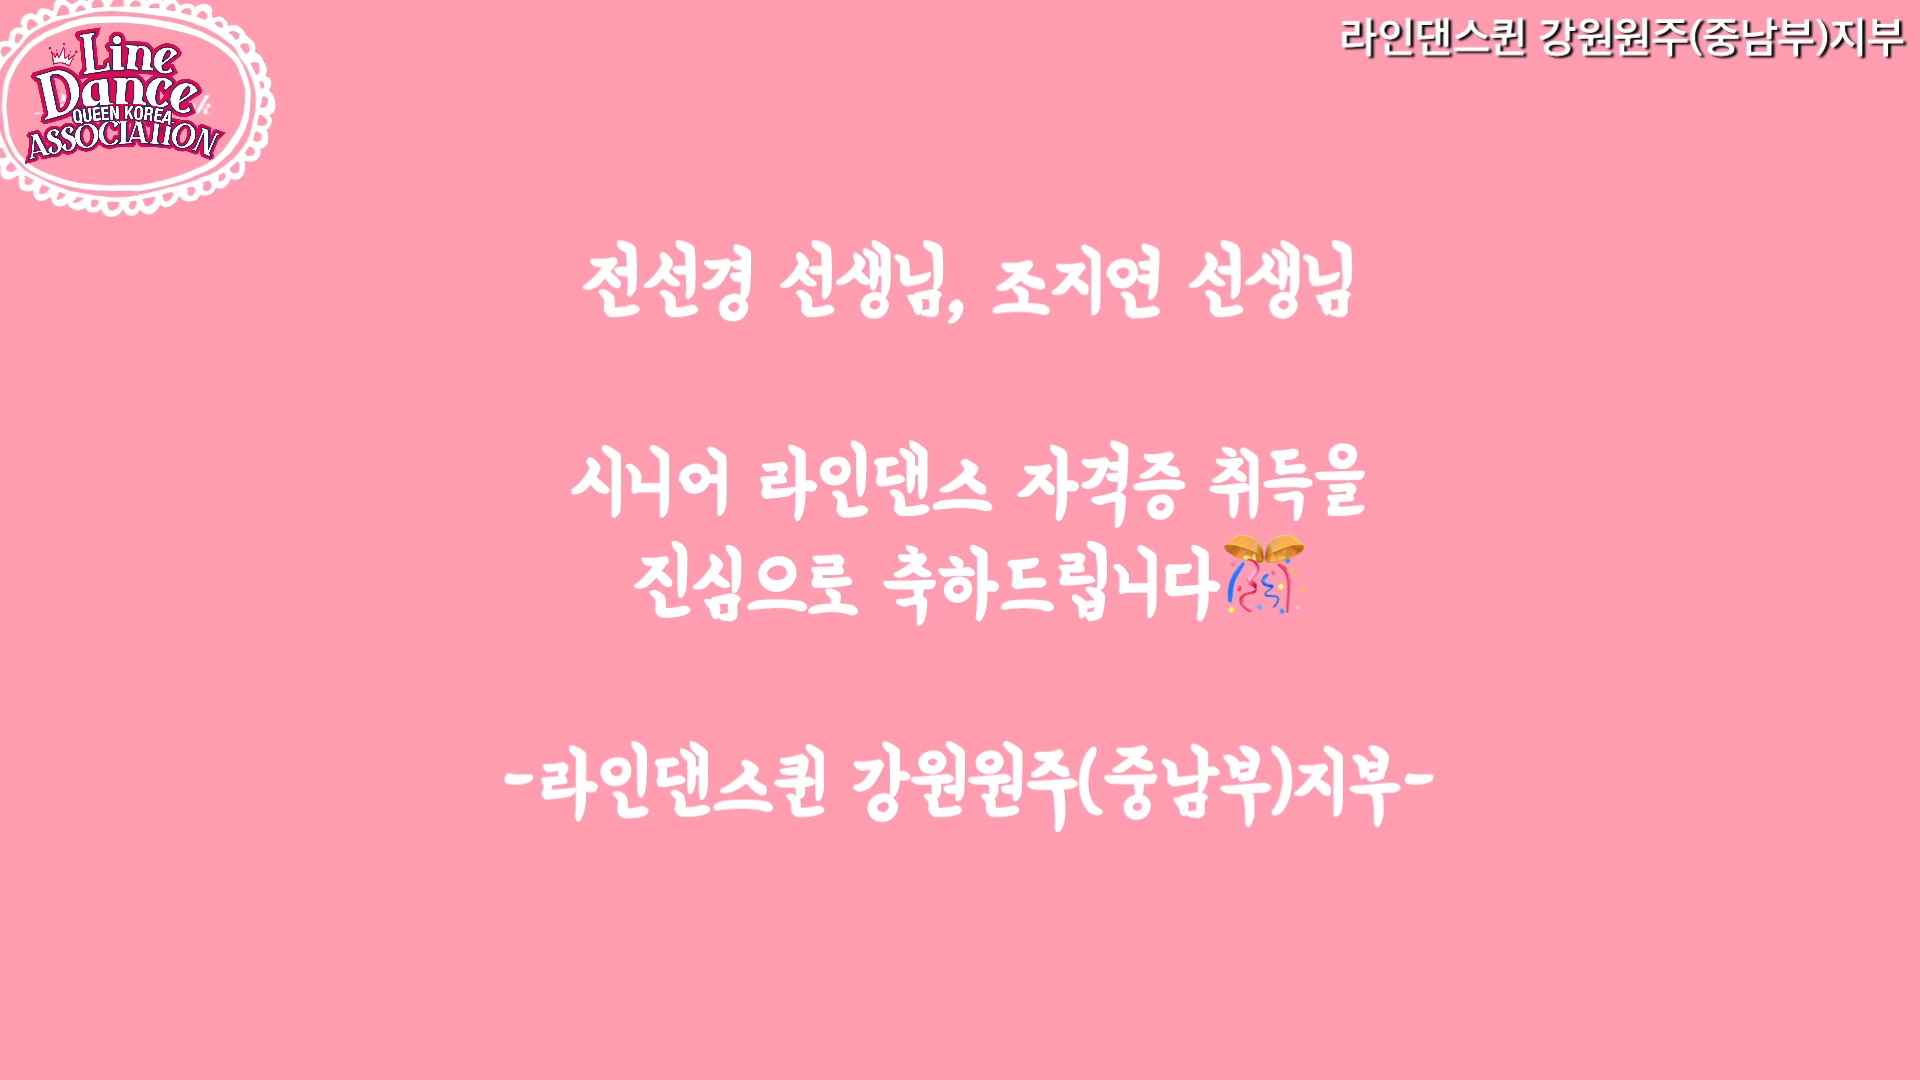 Line
Dance
QUEEN KOREA
ASSOCIATION
라인댄스퀸 강원원주(중남부)지부
전선경 선생님, 조지연 선생님
시니어 라인댄스 자격증 취득을
진심으로 축하드립니다🎊
-라인댄스퀸 강원원주(중남부)지부-